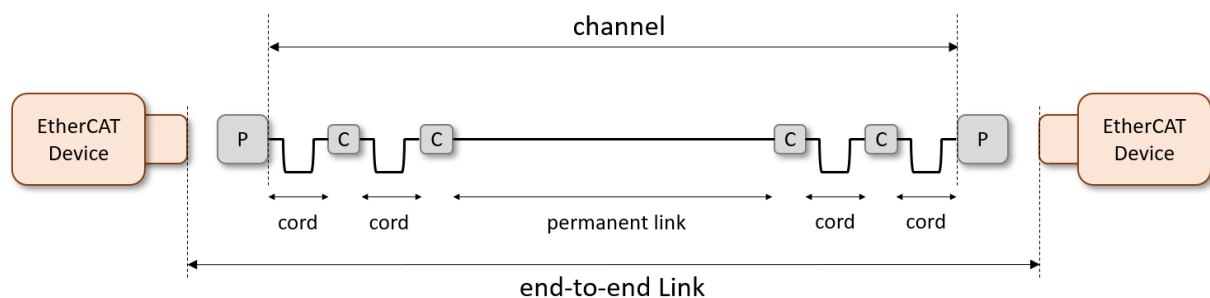 channel
EtherCAT
Device
P
C
C
C
C
P
EtherCAT
Device
cord
cord
permanent link
cord
cord
end-to-end Link